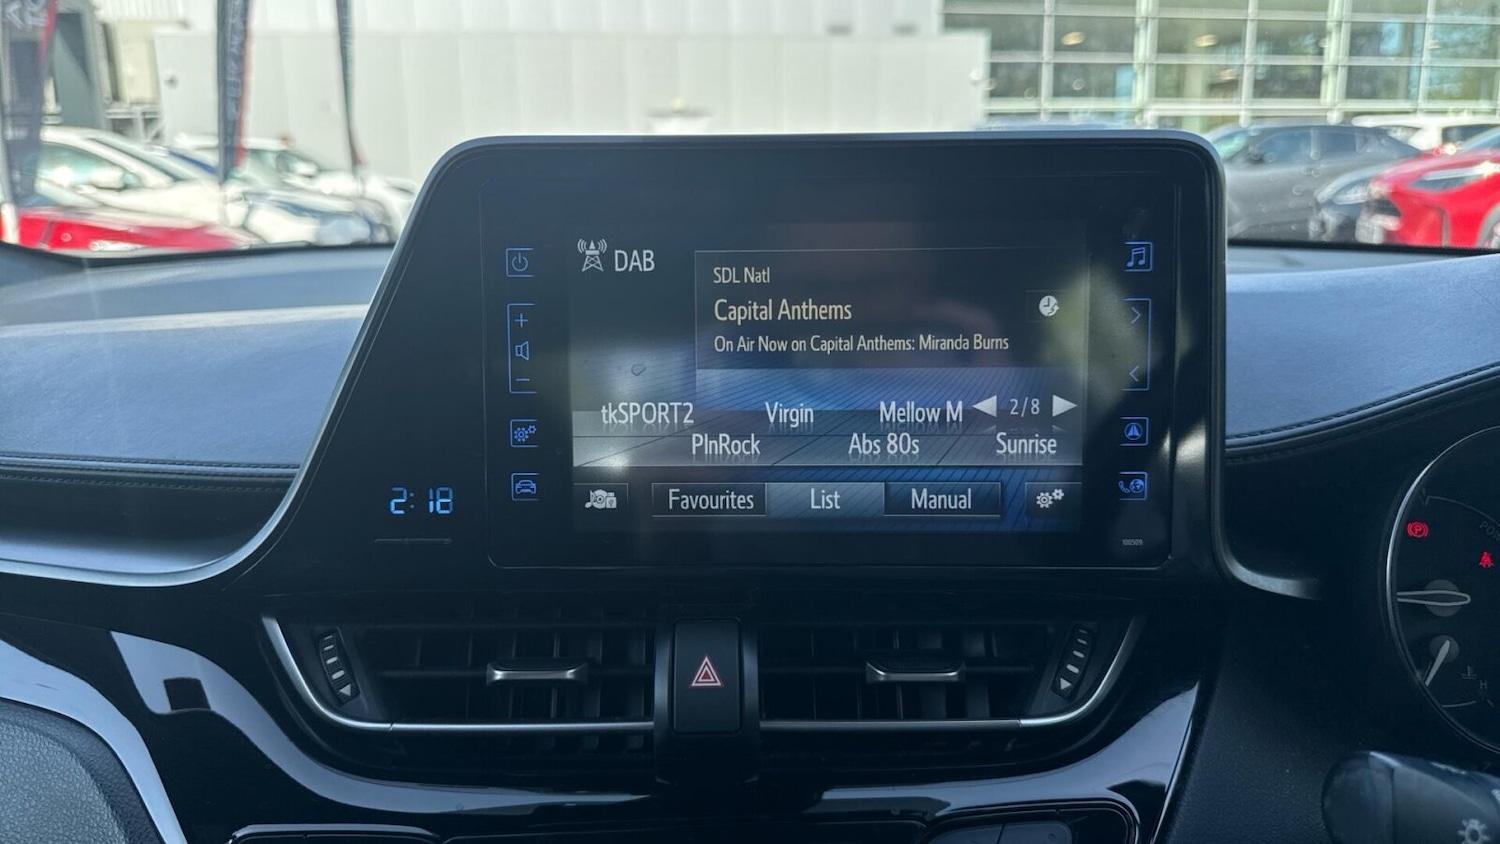 DAB
SDL Natl
Capital Anthems
On Air Now on Capital Anthems: Miranda Burns
tkSPORT2 Virgin Mellow M 2/8
PlnRock Abs 80s Sunrise
Favourites List Manual
2:18
100509
H